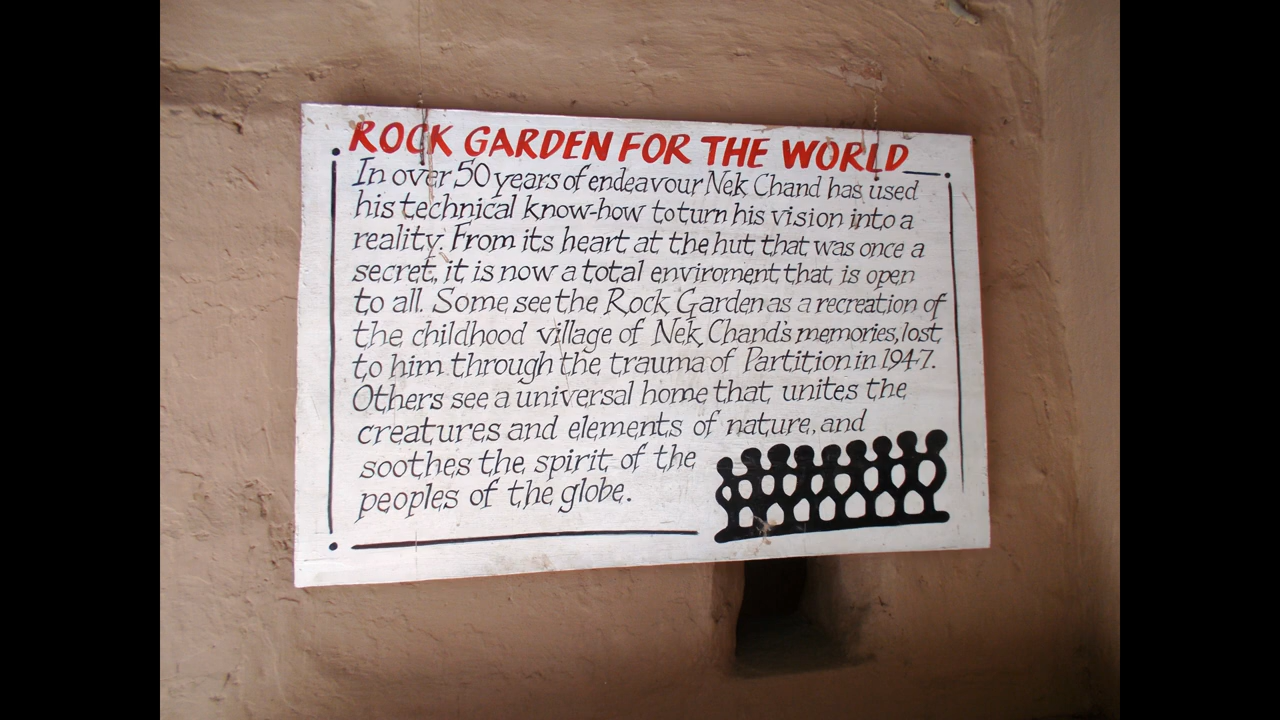 ROCK GARDEN FOR THE WORLD
In over 50 years of endeavour Nek Chand has used
his technical know-how to turn his vision into a
reality. From its heart at the hut that was once a
secret, it is now a total enviroment that is open
to all. Some see the Rock Garden as a recreation of
the childhood village of Nek Chand's memories, lost
to him through the trauma of Partition in 1947.
Others see a universal home that unites the
creatures and elements of nature, and
soothes the spirit of the
peoples of the globe.